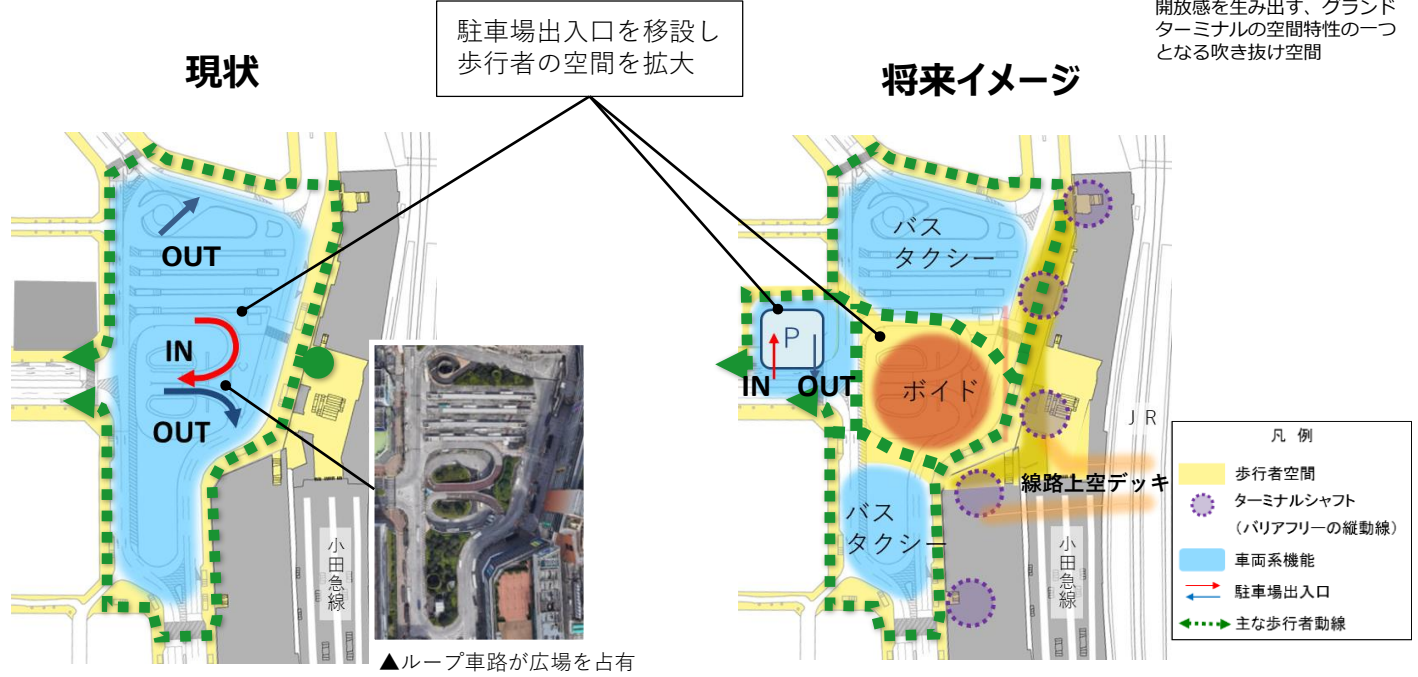 開放感を生み出す、グランド
ターミナルの空間特性の一つ
となる吹き抜け空間
駐車場出入口を移設し
歩行者の空間を拡大
現状
将来イメージ
OUT
IN
OUT
小田急線
▲ループ車路が広場を占有
バス
タクシー
P
IN
OUT
ボイド
JR
線路上空デッキ
バス
タクシー
小田急線
凡 例
歩行者空間
ターミナルシャフト
(バリアフリーの縦動線)
車両系機能
駐車場出入口
主な歩行者動線